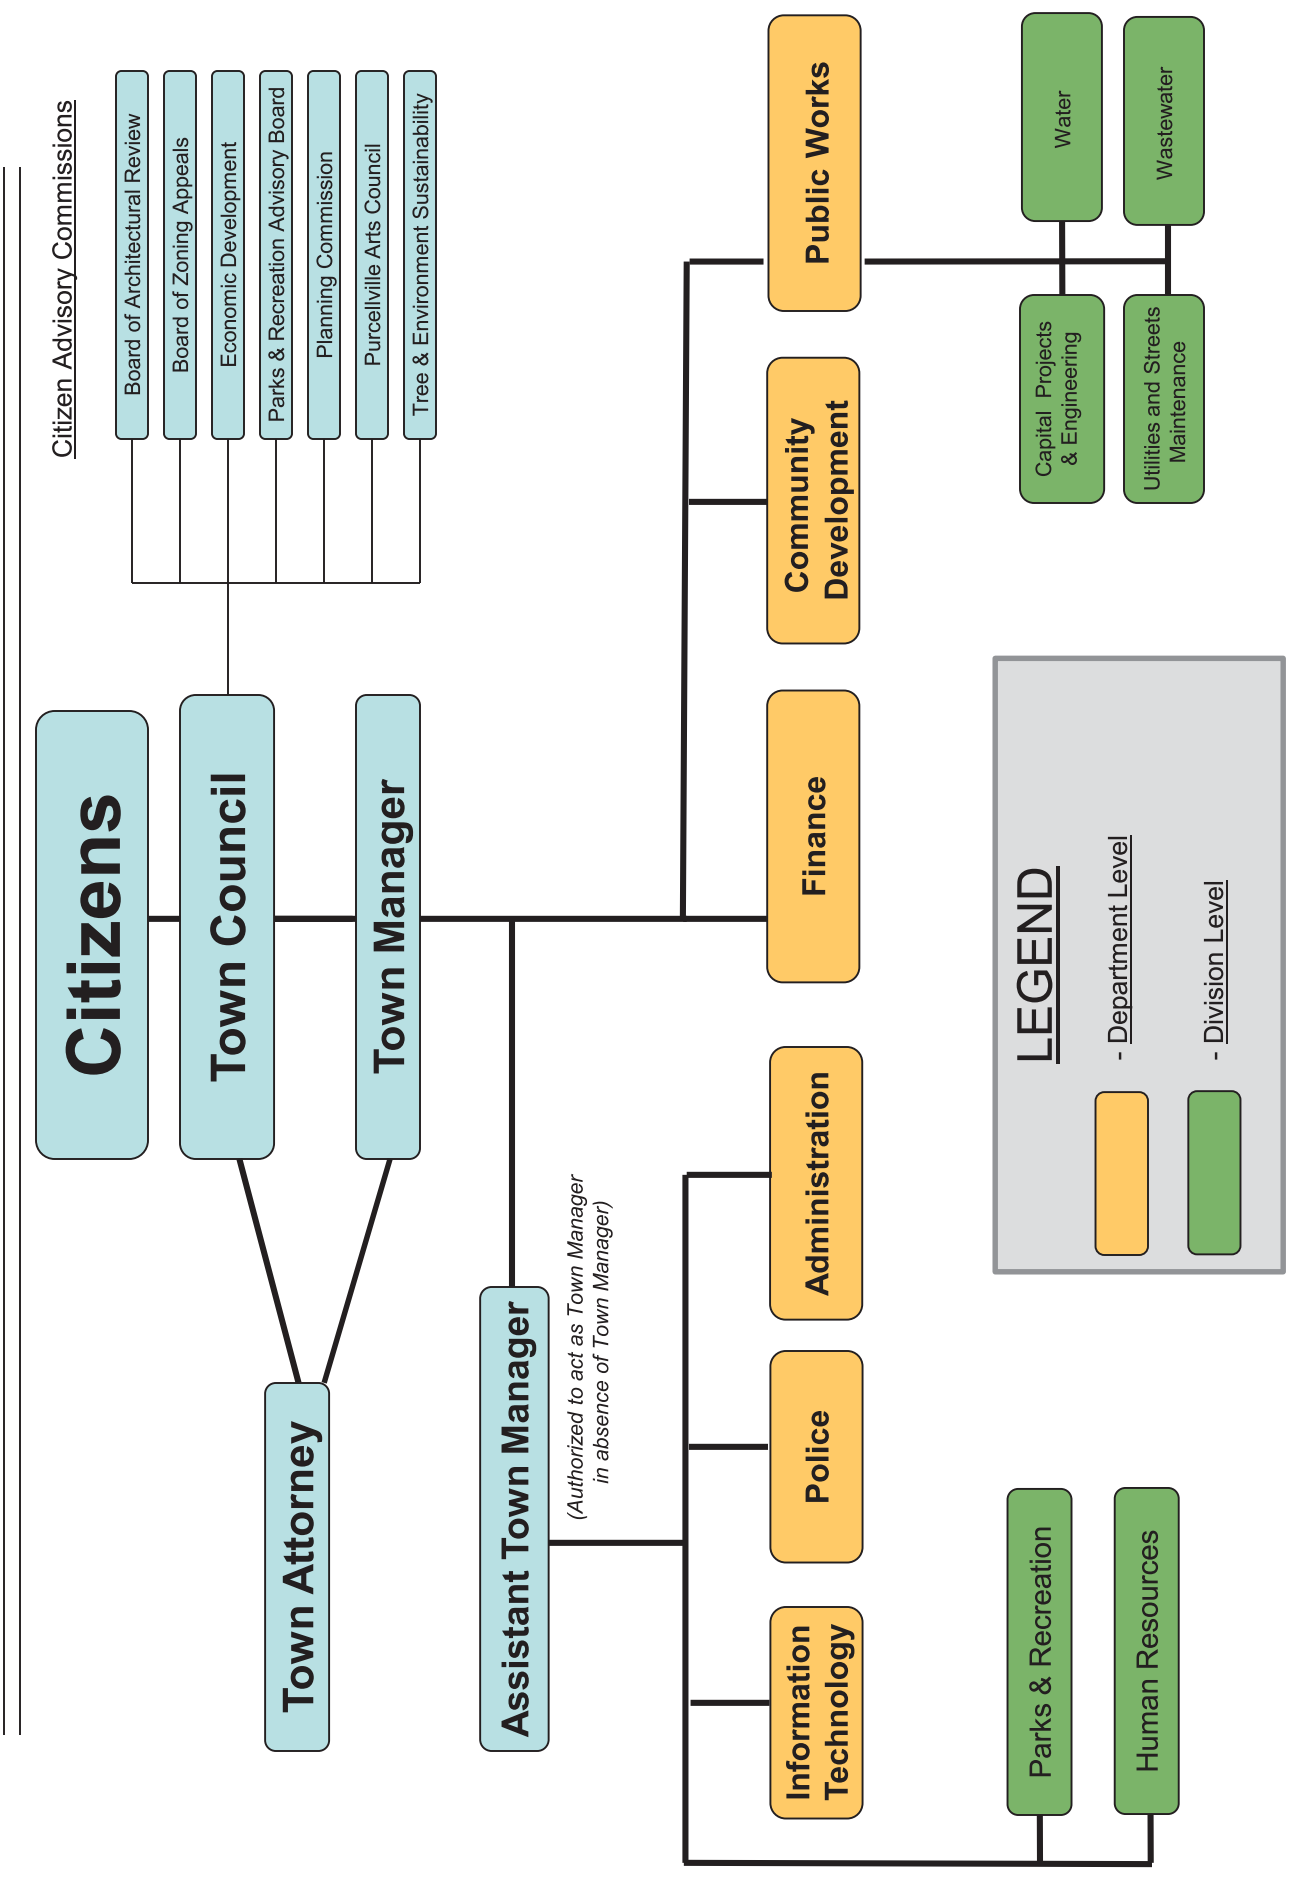 Citizens
Town Council
Town Manager
Town Attorney
Assistant Town Manager
(Authorized to act as Town Manager
in absence of Town Manager)
Citizen Advisory Commissions
Board of Architectural Review
Board of Zoning Appeals
Economic Development
Parks & Recreation Advisory Board
Planning Commission
Purcellville Arts Council
Tree & Environment Sustainability
Information
Technology
Police
Administration
Finance
Community
Development
Public Works
Parks & Recreation
Human Resources
Capital Projects
& Engineering
Water
Utilities and Streets
Maintenance
Wastewater
LEGEND
- Department Level
- Division Level